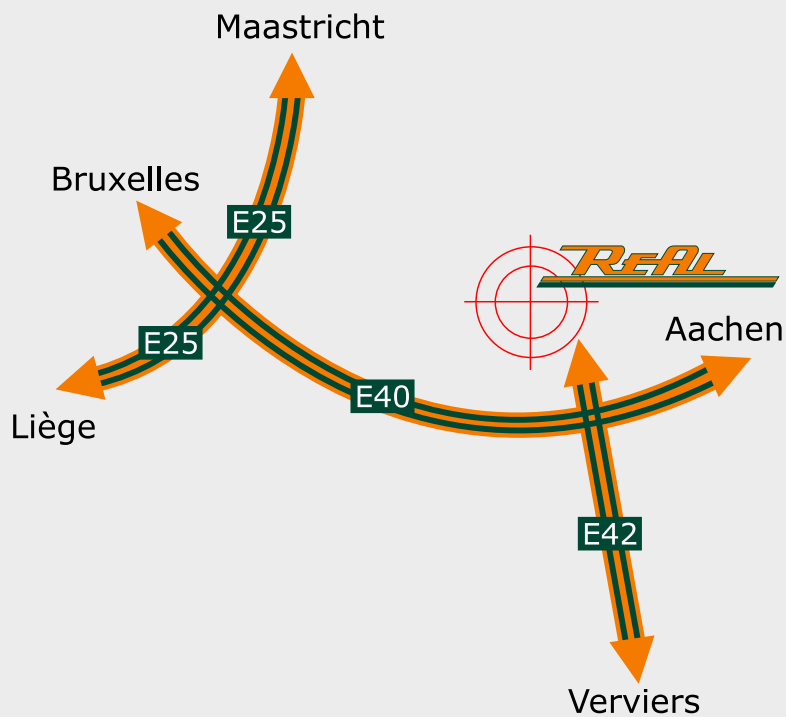 Maastricht
Bruxelles
E25
REAL
Aachen
E25
E40
Liège
E42
Verviers